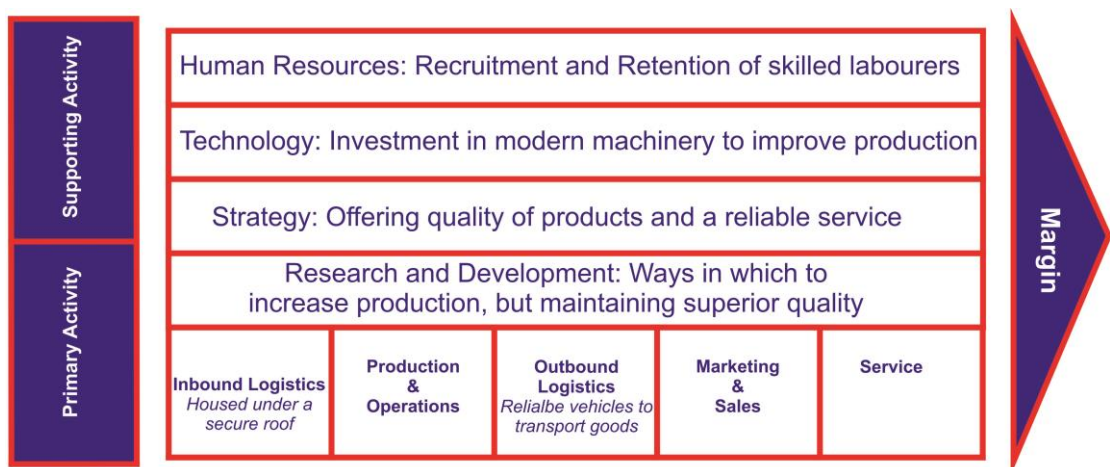 Supporting Activity
Primary Activity
Human Resources: Recruitment and Retention of skilled labourers
Technology: Investment in modern machinery to improve production
Strategy: Offering quality of products and a reliable service
Research and Development: Ways in which to
increase production, but maintaining superior quality
Inbound Logistics
Housed under a
secure roof
Production
&
Operations
Outbound
Logistics
Relialbe vehicles to
transport goods
Marketing
&
Sales
Service
Margin